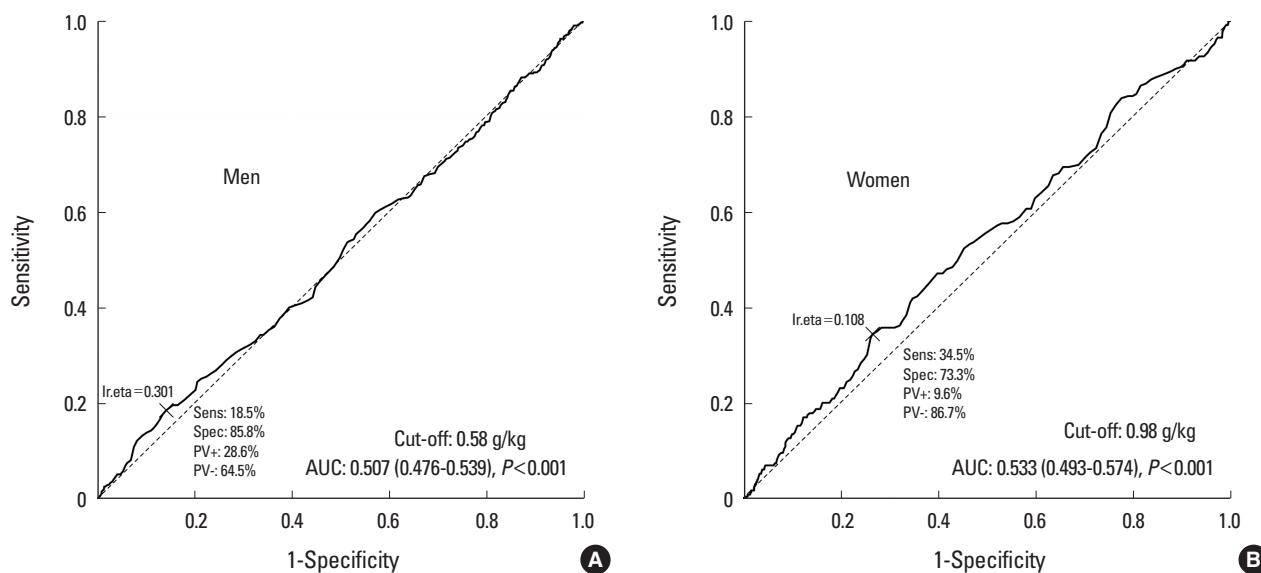 1.0
0.8
0.6
0.4
0.2
0
Sensitivity
Men
lr.eta=0.301
Sens: 18.5%
Spec: 85.8%
PV+: 28.6%
PV-: 64.5%
Cut-off: 0.58 g/kg
AUC: 0.507 (0.476-0.539), P<0.001
0.2 0.4 0.6 0.8 1.0
1-Specificity
A
1.0
0.8
0.6
0.4
0.2
0
Sensitivity
Women
lr.eta=0.108
Sens: 34.5%
Spec: 73.3%
PV+: 9.6%
PV-: 86.7%
Cut-off: 0.98 g/kg
AUC: 0.533 (0.493-0.574), P<0.001
0.2 0.4 0.6 0.8 1.0
1-Specificity
B